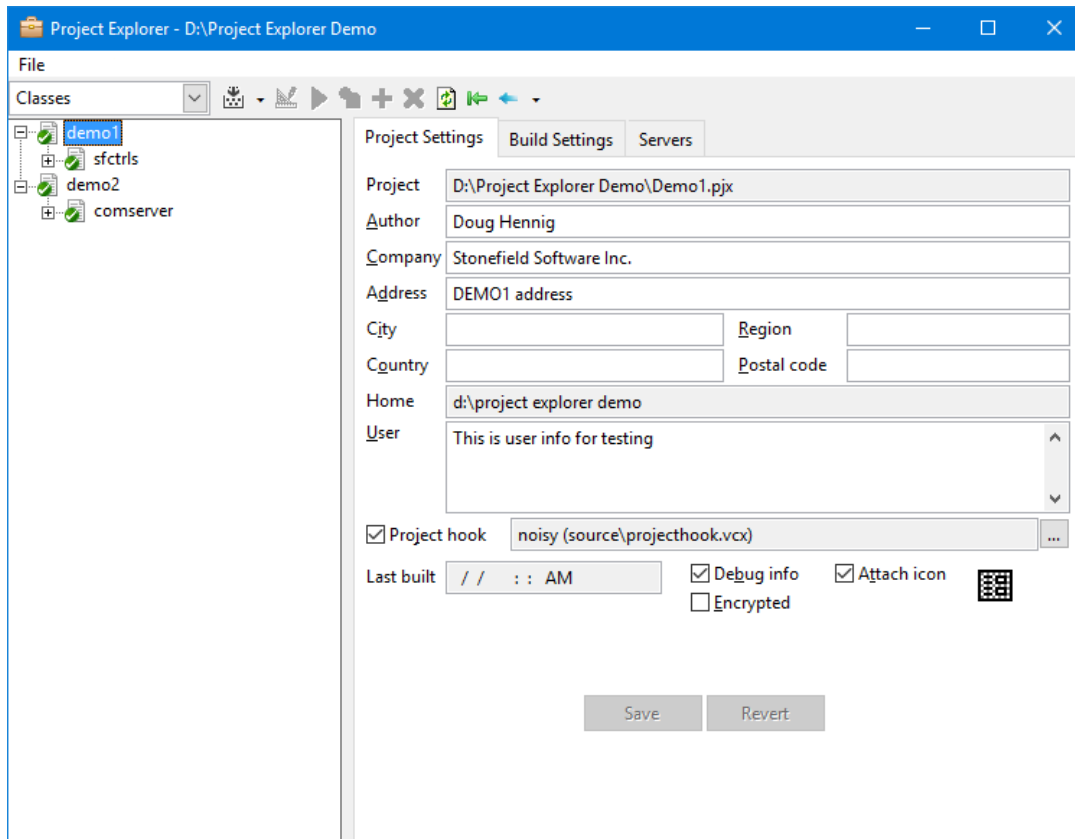 Project Explorer - D:\Project Explorer Demo
File
Classes
demo1
sfctrls
demo2
comserver
Project Settings Build Settings Servers
Project D:\Project Explorer Demo\Demo1.pjx
Author Doug Hennig
Company Stonefield Software Inc.
Address DEMO1 address
City Region
Country Postal code
Home d:\project explorer demo
User This is user info for testing
Project hook noisy (source\projecthook.vcx) ...
Last built / / : : AM Debug info Attach icon
Encrypted
Save Revert